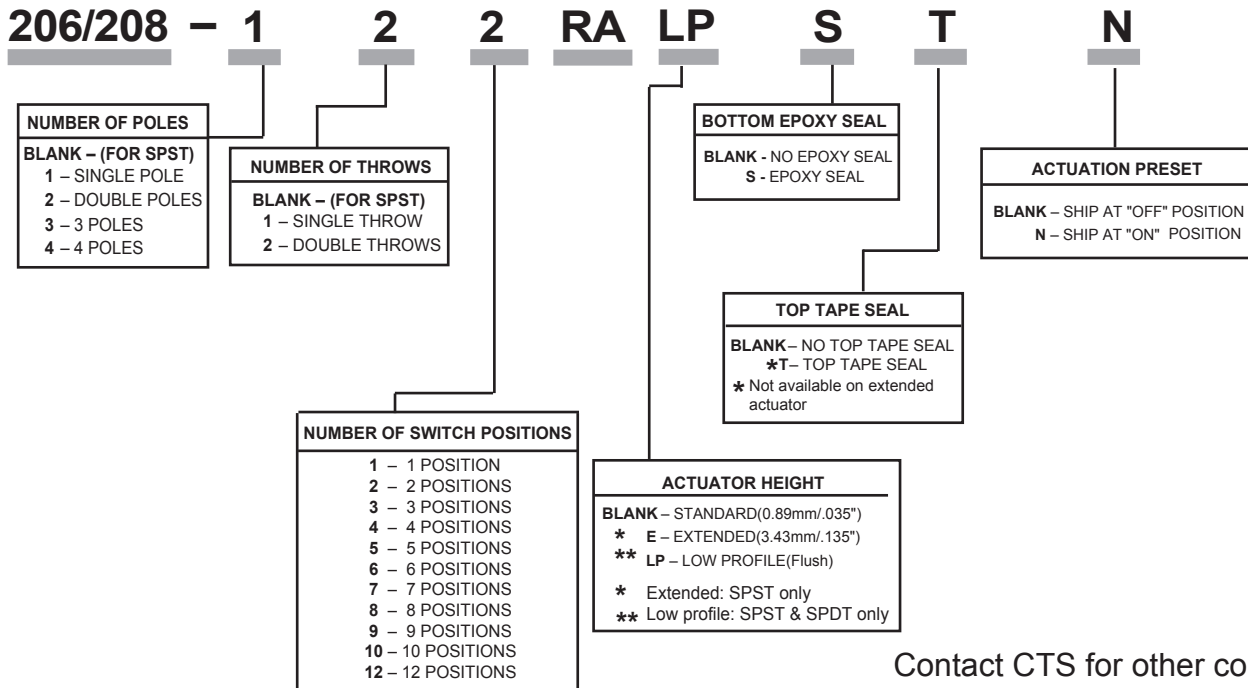 206/208 – 1 2 2 RA LP S T N
NUMBER OF POLES
BLANK – (FOR SPST)
1 – SINGLE POLE
2 – DOUBLE POLES
3 – 3 POLES
4 – 4 POLES
NUMBER OF THROWS
BLANK – (FOR SPST)
1 – SINGLE THROW
2 – DOUBLE THROWS
BOTTOM EPOXY SEAL
BLANK - NO EPOXY SEAL
S - EPOXY SEAL
ACTUATION PRESET
BLANK – SHIP AT "OFF" POSITION
N – SHIP AT "ON" POSITION
TOP TAPE SEAL
BLANK – NO TOP TAPE SEAL
*T – TOP TAPE SEAL
* Not available on extended
actuator
NUMBER OF SWITCH POSITIONS
1 – 1 POSITION
2 – 2 POSITIONS
3 – 3 POSITIONS
4 – 4 POSITIONS
5 – 5 POSITIONS
6 – 6 POSITIONS
7 – 7 POSITIONS
8 – 8 POSITIONS
9 – 9 POSITIONS
10 – 10 POSITIONS
12 – 12 POSITIONS
ACTUATOR HEIGHT
BLANK – STANDARD(0.89mm/.035")
* E – EXTENDED(3.43mm/.135")
** LP – LOW PROFILE(Flush)
* Extended: SPST only
** Low profile: SPST & SPDT only
Contact CTS for other